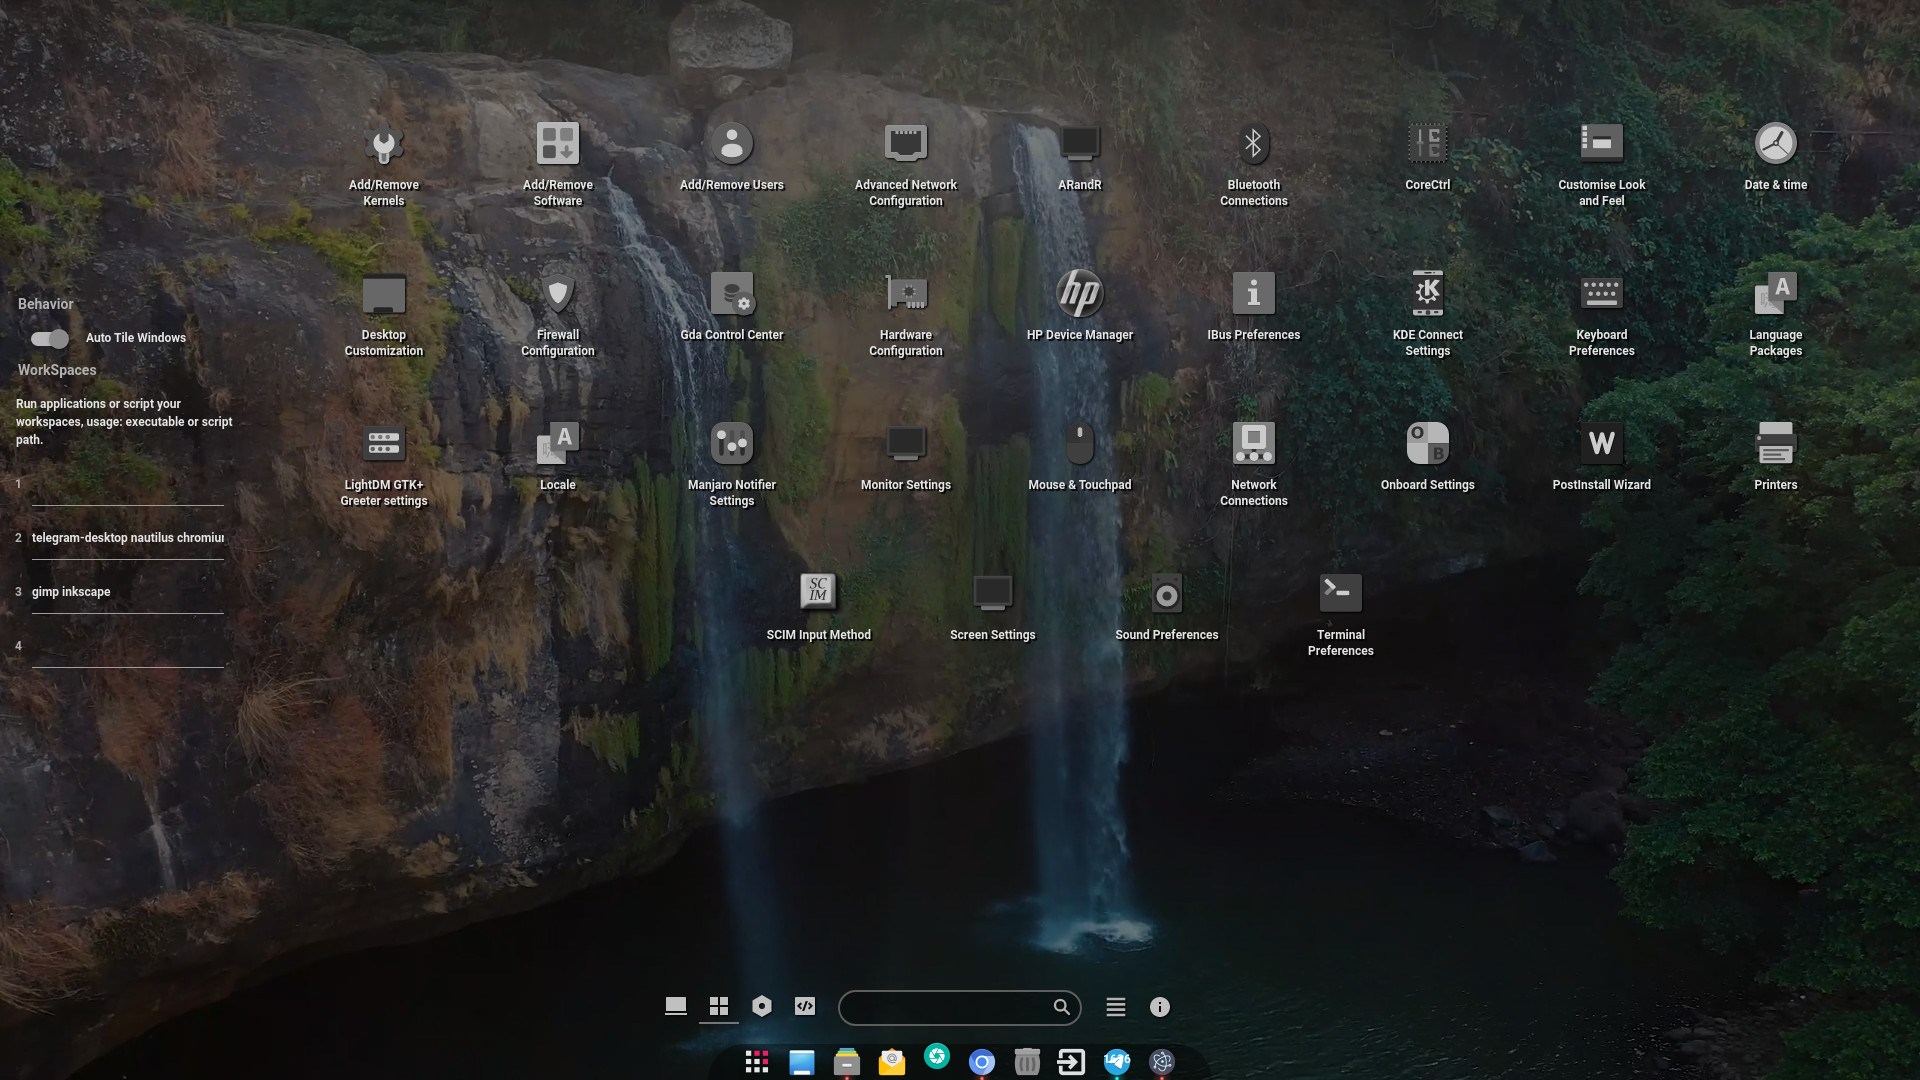 Add/Remove
Kernels
Add/Remove
Software
Add/Remove Users
Advanced Network
Configuration
ARandR
Bluetooth
Connections
CoreCtrl
Customise Look
and Feel
Date & time
Desktop
Customization
Firewall
Configuration
Gda Control Center
Hardware
Configuration
hp
HP Device Manager
i
IBus Preferences
K
KDE Connect
Settings
Keyboard
Preferences
A
Language
Packages
Behavior
Auto Tile Windows
WorkSpaces
Run applications or script your
workspaces, usage: executable or script
path.
1
2 telegram-desktop nautilus chromiu
3 gimp inkscape
4
LightDM GTK+
Greeter settings
A
Locale
Manjaro Notifier
Settings
Monitor Settings
Mouse & Touchpad
Network
Connections
O
B
Onboard Settings
W
PostInstall Wizard
Printers
SC
IM
SCIM Input Method
Screen Settings
Sound Preferences
Terminal
Preferences